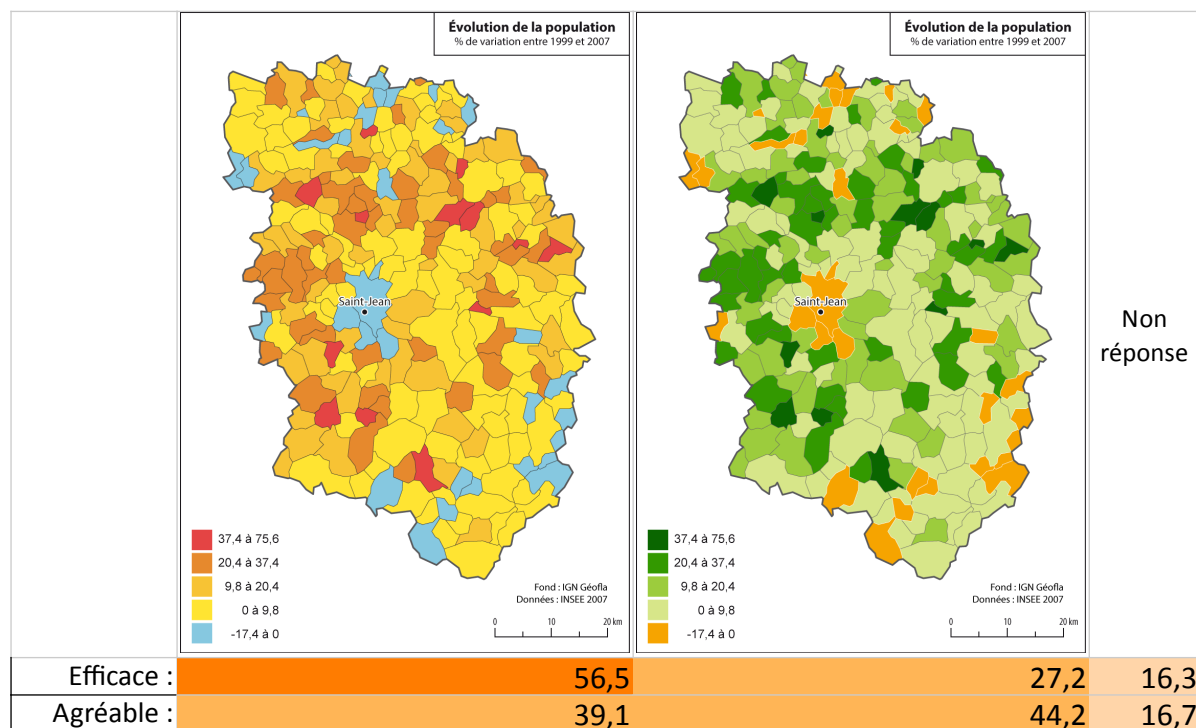 Évolution de la population
% de variation entre 1999 et 2007
Saint-Jean
37,4 à 75,6
20,4 à 37,4
9,8 à 20,4
0 à 9,8
-17,4 à 0
Fond : IGN Géofla
Données : INSEE 2007
0 10 20 km
Évolution de la population
% de variation entre 1999 et 2007
Saint-Jean
37,4 à 75,6
20,4 à 37,4
9,8 à 20,4
0 à 9,8
-17,4 à 0
Fond : IGN Géofla
Données : INSEE 2007
0 10 20 km
Non
réponse
Efficace : 56,5 27,2 16,3
Agréable : 39,1 44,2 16,7